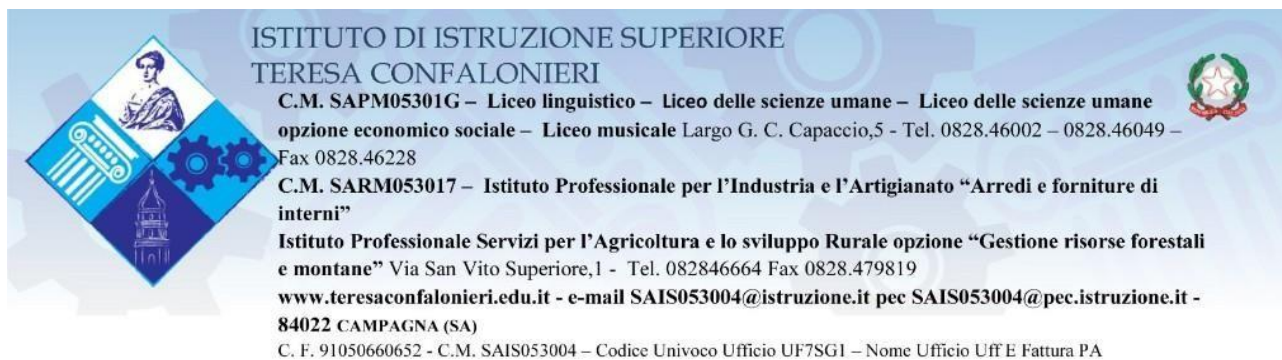 ISTITUTO DI ISTRUZIONE SUPERIORE
TERESA CONFALONIERI
C.M. SAPM05301G – Liceo linguistico – Liceo delle scienze umane – Liceo delle scienze umane
opzione economico sociale – Liceo musicale Largo G. C. Capaccio,5 - Tel. 0828.46002 – 0828.46049 –
Fax 0828.46228
C.M. SARM053017 – Istituto Professionale per l’Industria e l’Artigianato “Arredi e forniture di
interni”
Istituto Professionale Servizi per l’Agricoltura e lo sviluppo Rurale opzione “Gestione risorse forestali
e montane” Via San Vito Superiore,1 - Tel. 082846664 Fax 0828.479819
www.teresaconfalonieri.edu.it - e-mail SAIS053004@istruzione.it pec SAIS053004@pec.istruzione.it -
84022 CAMPAGNA (SA)
C. F. 91050660652 - C.M. SAIS053004 – Codice Univoco Ufficio UF7SG1 – Nome Ufficio Uff E Fattura PA